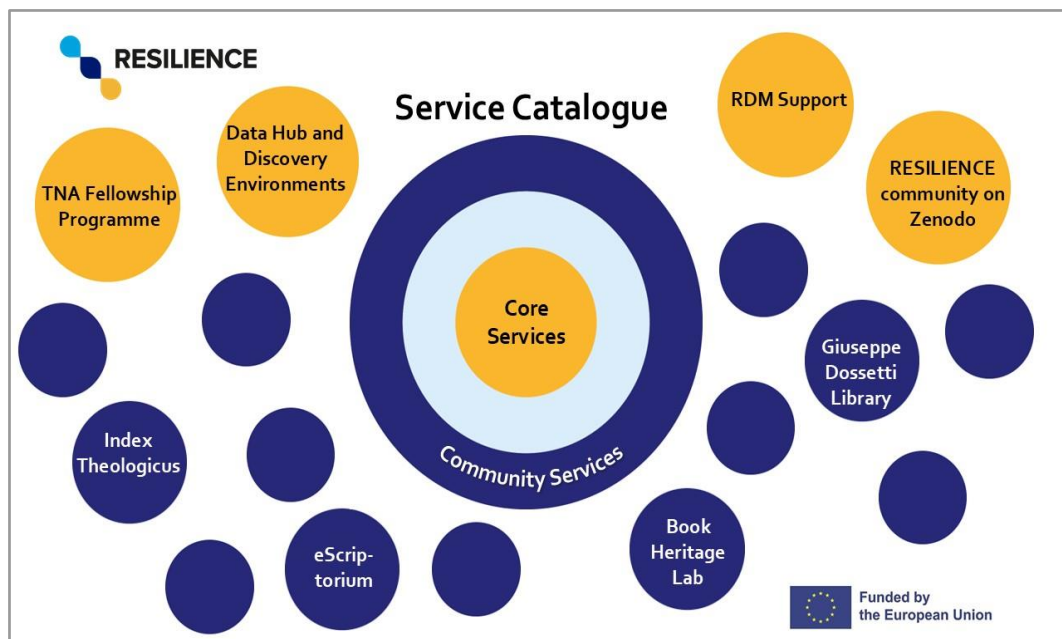 RESILIENCE
Service Catalogue
TNA Fellowship
Programme
Data Hub and
Discovery
Environments
RDM Support
RESILIENCE
community on
Zenodo
Core
Services
Community Services
Index
Theologicus
eScrip-
torium
Book
Heritage
Lab
Giuseppe
Dossetti
Library
Funded by
the European Union